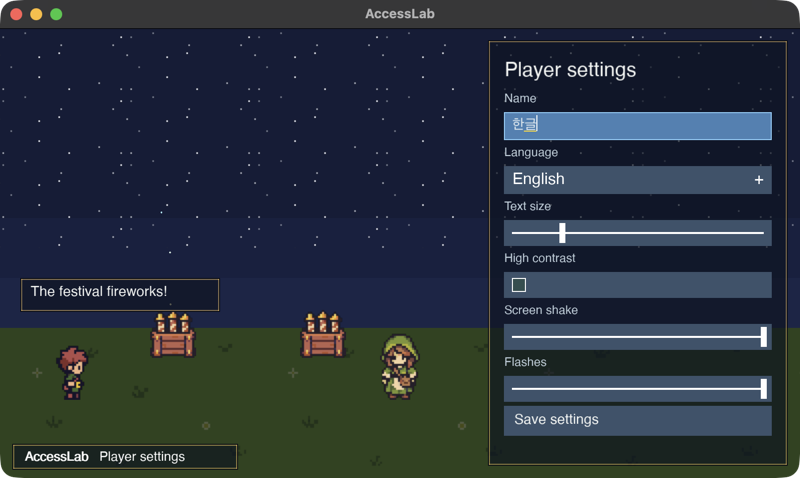 AccessLab
Player settings
Name
한글
Language
English +
Text size
High contrast
Screen shake
Flashes
Save settings
The festival fireworks!
AccessLab Player settings